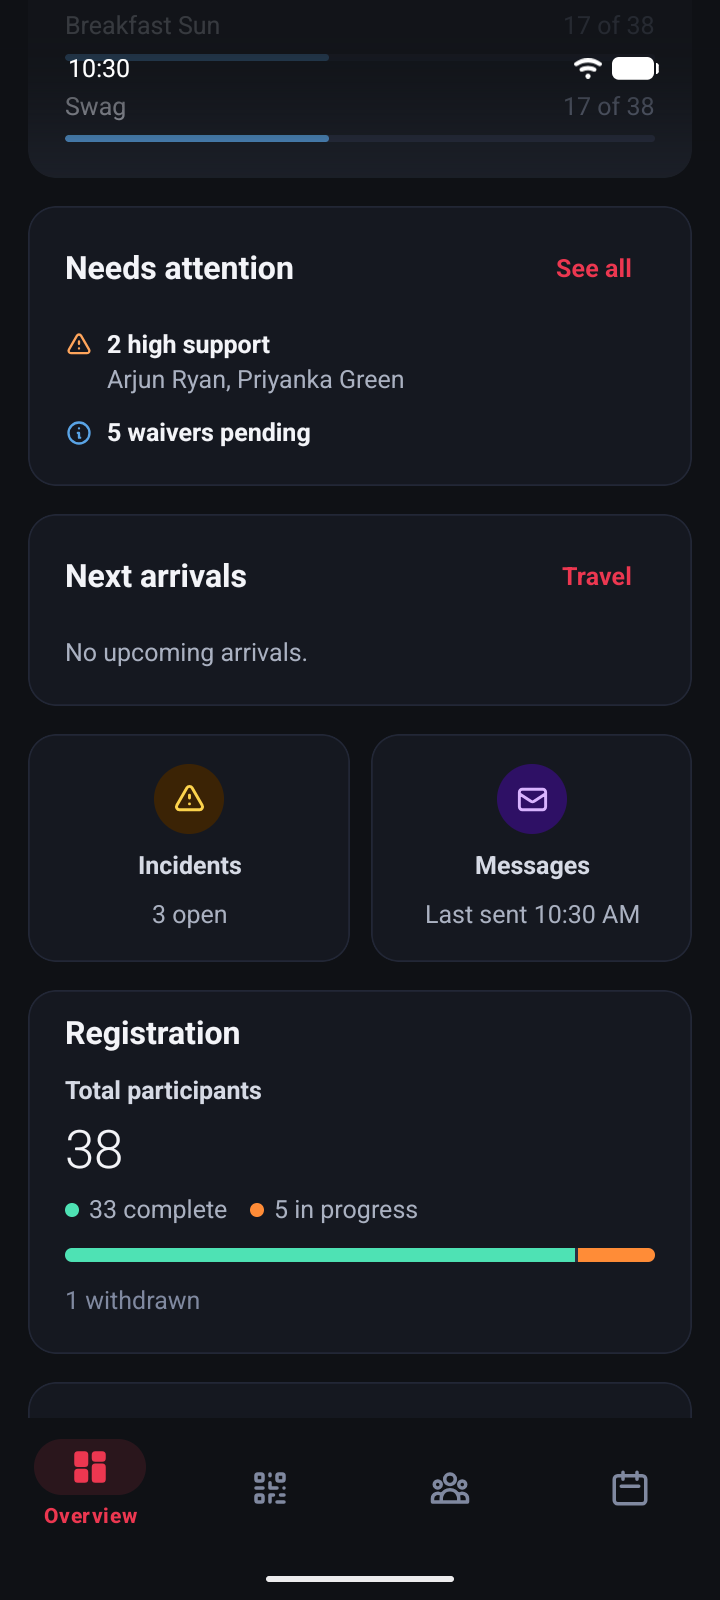 Breakfast Sun 17 of 38
10:30
Swag 17 of 38
Needs attention See all
2 high support
Arjun Ryan, Priyanka Green
5 waivers pending
Next arrivals Travel
No upcoming arrivals.
Incidents
3 open
Messages
Last sent 10:30 AM
Registration
Total participants
38
33 complete 5 in progress
1 withdrawn
Overview